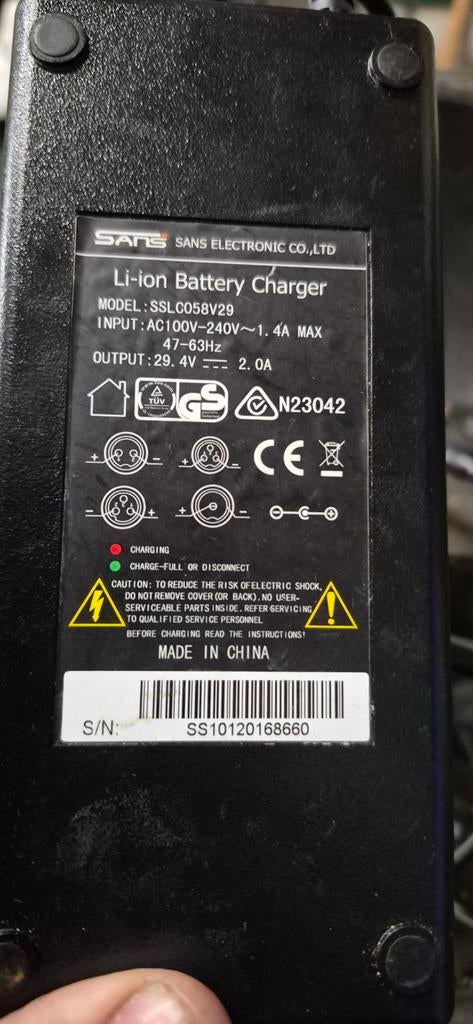 SANS SANS ELECTRONIC CO.,LTD
Li-ion Battery Charger
MODEL:SSLC058V29
INPUT:AC100V-240V～1.4A MAX
47-63Hz
OUTPUT:29.4V ⎓ 2.0A
TÜV GS N23042
+ - + - CE
- + + - ⊖ ⊕
CHARGING
CHARGE-FULL OR DISCONNECT
CAUTION: TO REDUCE THE RISK OF ELECTRIC SHOCK,
DO NOT REMOVE COVER (OR BACK). NO USER-
SERVICEABLE PARTS INSIDE. REFER GERVICING
TO QUALIFIED SERVICE PERSONNEL
BEFORE CHARGING READ THE INSTRUCTIONS!
MADE IN CHINA
S/N: SS10120168660